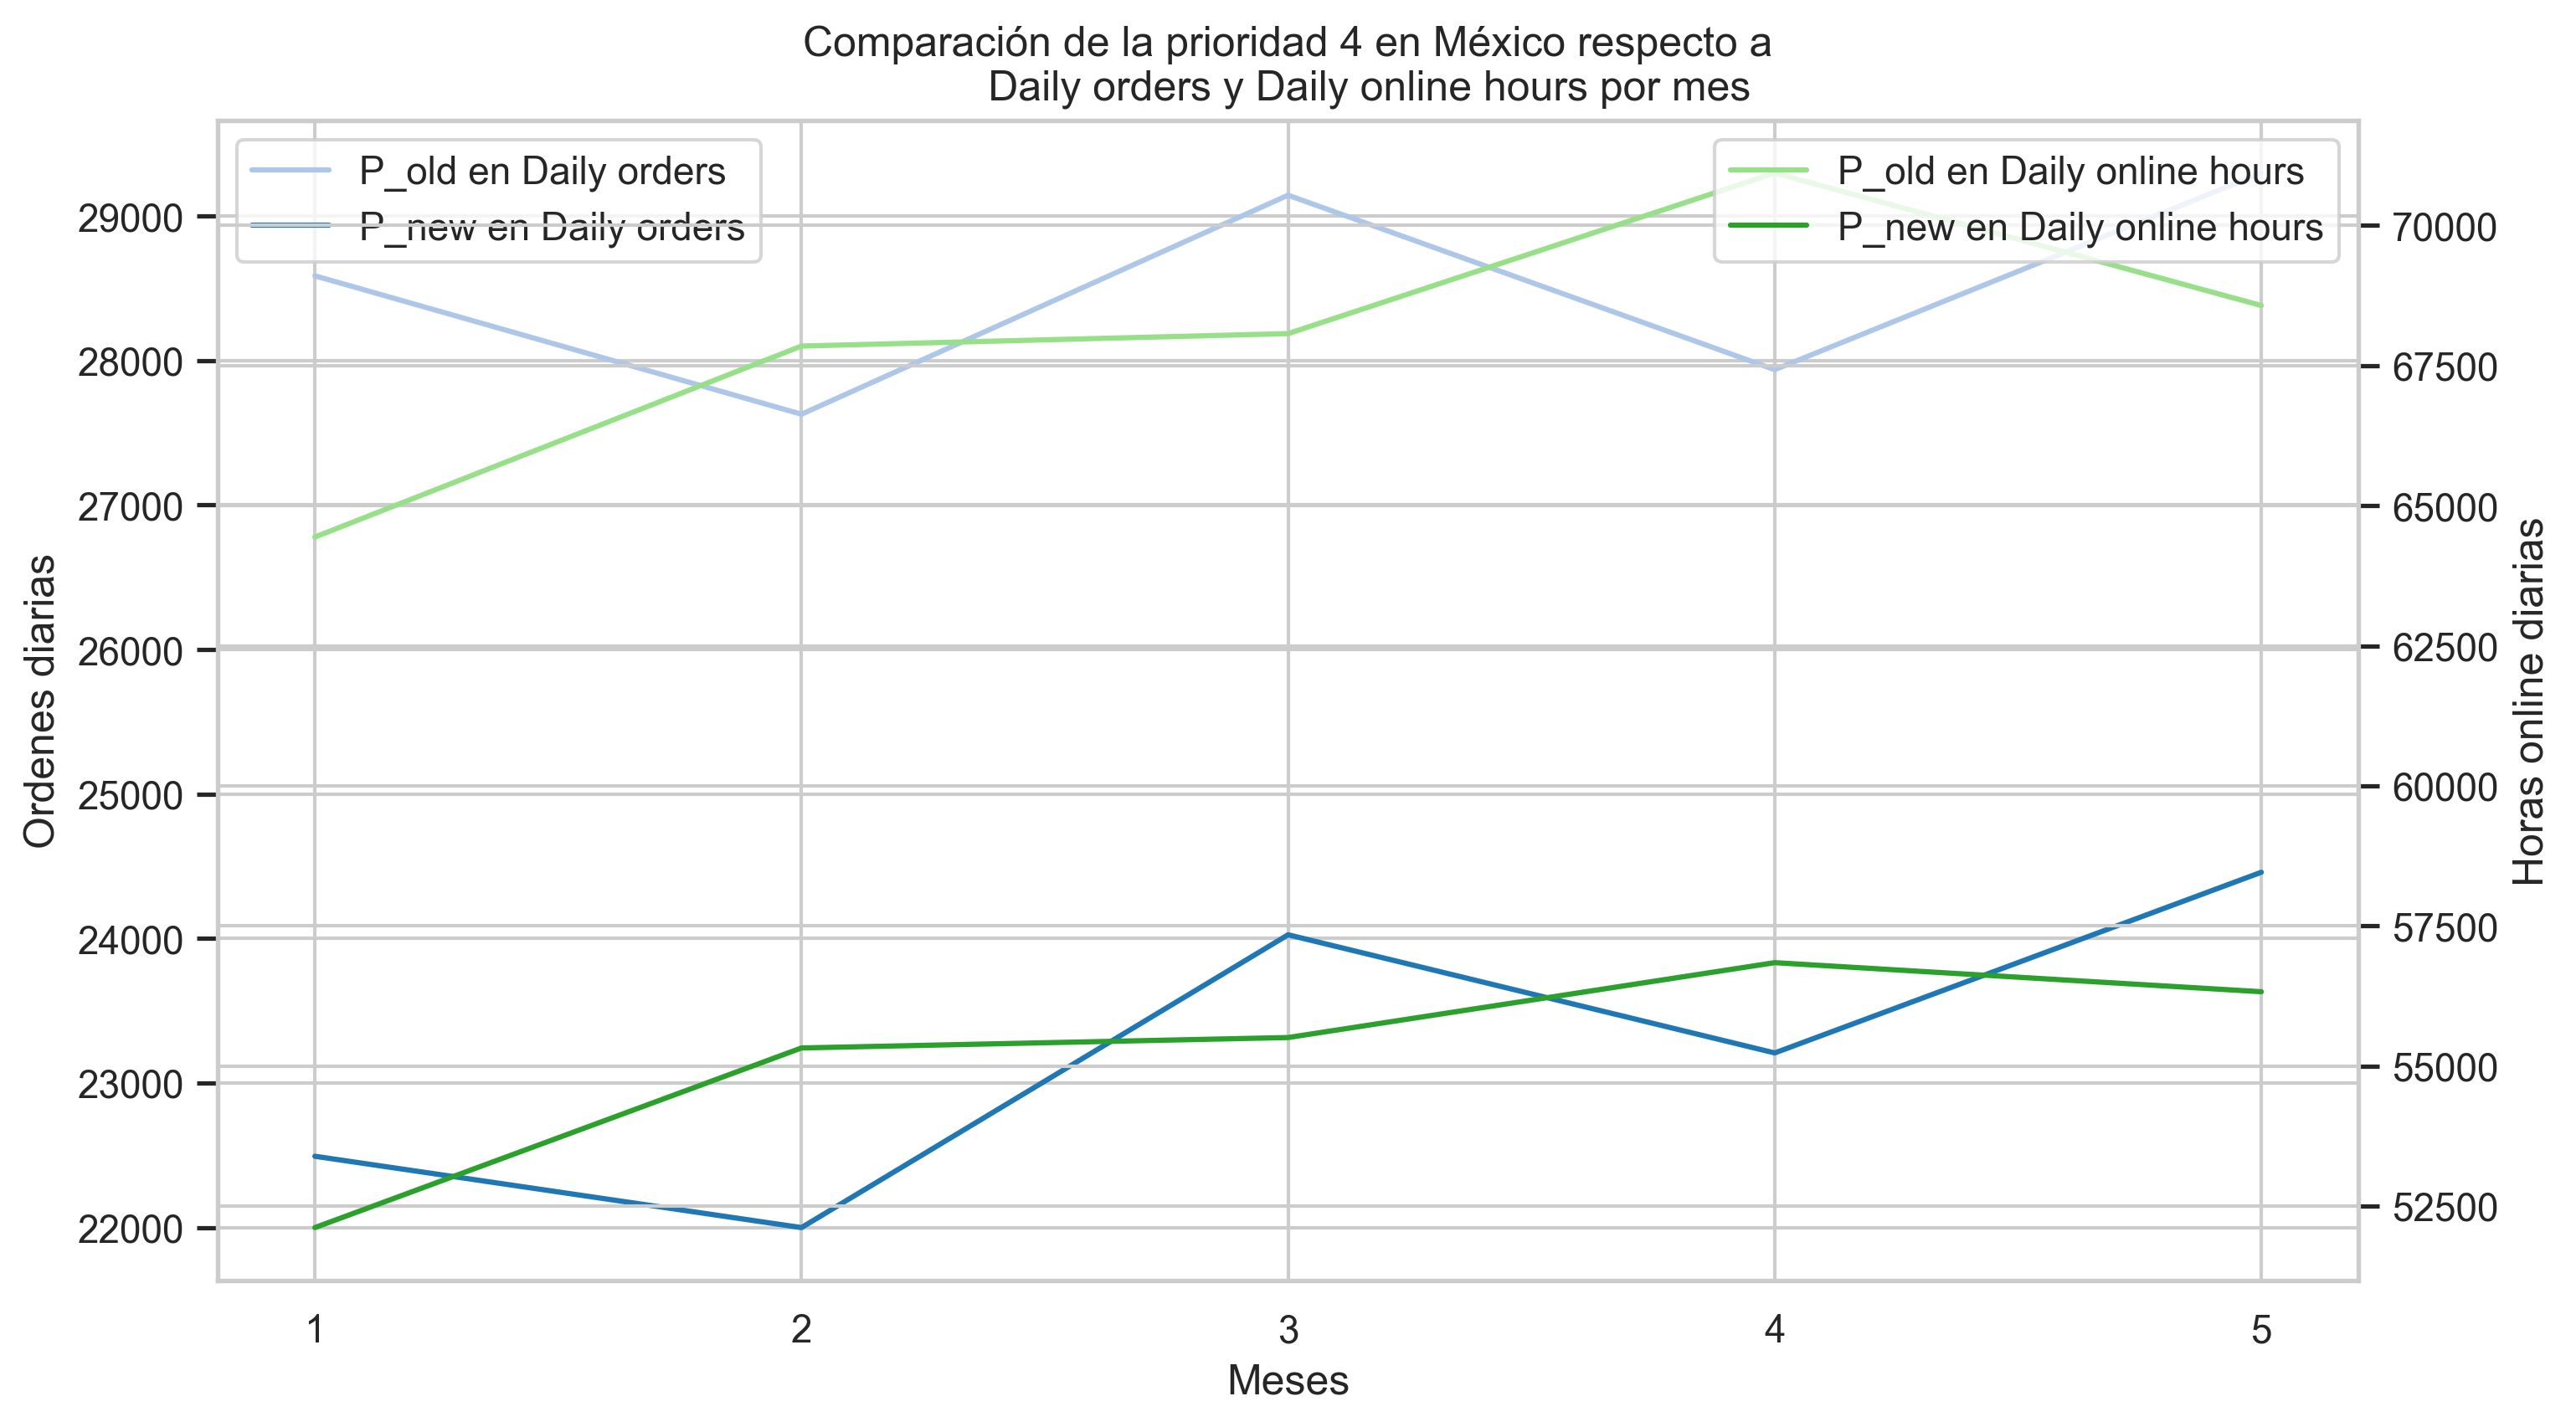 Comparación de la prioridad 4 en México respecto a
Daily orders y Daily online hours por mes
P_old en Daily orders
P_new en Daily orders
P_old en Daily online hours
P_new en Daily online hours
29000
28000
27000
26000
25000
24000
23000
22000
Ordenes diarias
70000
67500
65000
62500
60000
57500
55000
52500
Horas online diarias
1 2 3 4 5
Meses